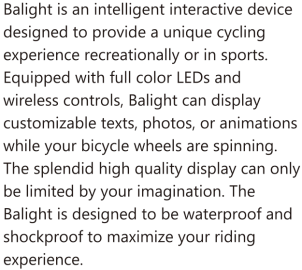 Balight is an intelligent interactive device
designed to provide a unique cycling
experience recreationally or in sports.
Equipped with full color LEDs and
wireless controls, Balight can display
customizable texts, photos, or animations
while your bicycle wheels are spinning.
The splendid high quality display can only
be limited by your imagination. The
Balight is designed to be waterproof and
shockproof to maximize your riding
experience.